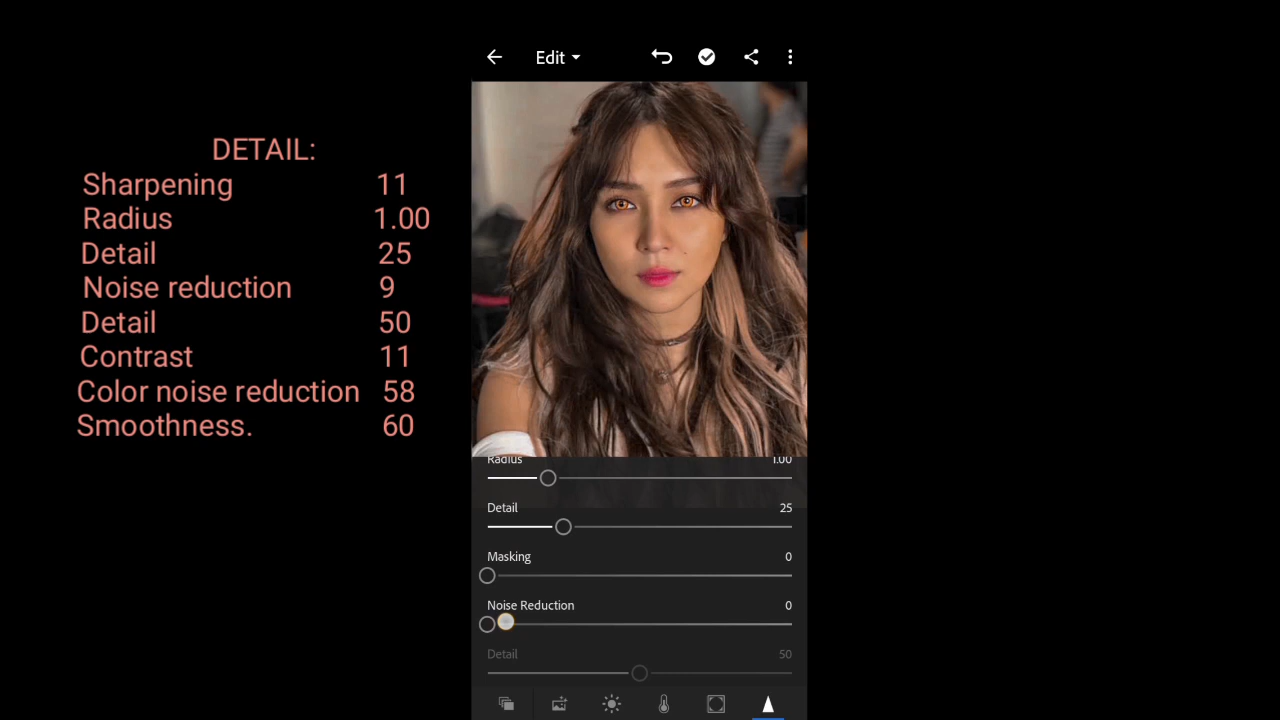 Edit
DETAIL:
Sharpening 11
Radius 1.00
Detail 25
Noise reduction 9
Detail 50
Contrast 11
Color noise reduction 58
Smoothness. 60
Radius 1.00
Detail 25
Masking 0
Noise Reduction 0
Detail 50